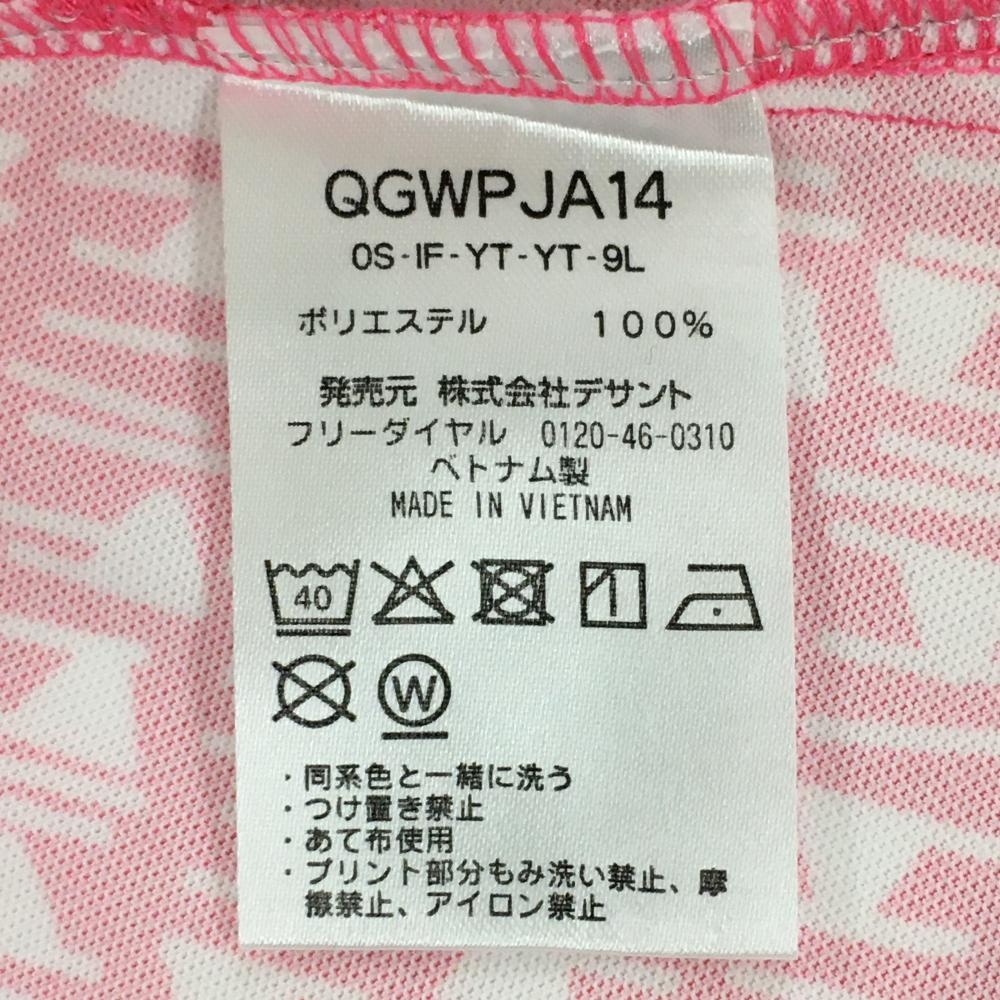 QGWPJA14
OS-IF-YT-YT-9L
ポリエステル 100%
発売元 株式会社デサント
フリーダイヤル 0120-46-0310
ベトナム製
MADE IN VIETNAM
40
W
・同系色と一緒に洗う
・つけ置き禁止
・あて布使用
・プリント部分もみ洗い禁止、摩
擦禁止、アイロン禁止